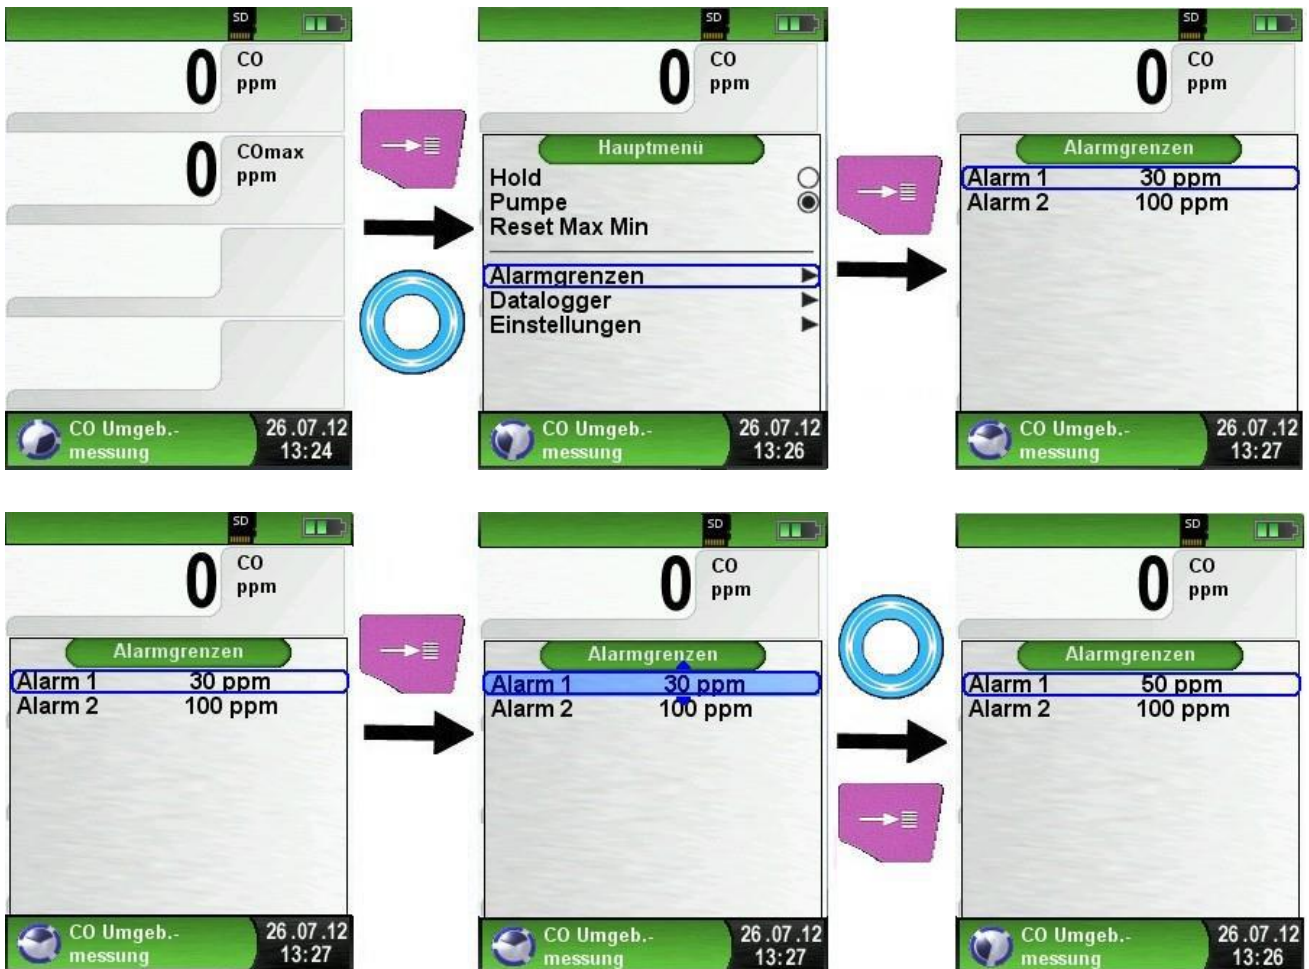 SD
0 CO
ppm
0 COmax
ppm
CO Umgeb.-
messung
26.07.12
13:24
SD
0 CO
ppm
Hauptmenü
Hold
Pumpe
Reset Max Min
Alarmgrenzen
Datalogger
Einstellungen
CO Umgeb.-
messung
26.07.12
13:26
SD
0 CO
ppm
Alarmgrenzen
Alarm 1 30 ppm
Alarm 2 100 ppm
CO Umgeb.-
messung
26.07.12
13:27
SD
0 CO
ppm
Alarmgrenzen
Alarm 1 30 ppm
Alarm 2 100 ppm
CO Umgeb.-
messung
26.07.12
13:27
SD
0 CO
ppm
Alarmgrenzen
Alarm 1 30 ppm
Alarm 2 100 ppm
CO Umgeb.-
messung
26.07.12
13:27
SD
0 CO
ppm
Alarmgrenzen
Alarm 1 50 ppm
Alarm 2 100 ppm
CO Umgeb.-
messung
26.07.12
13:26